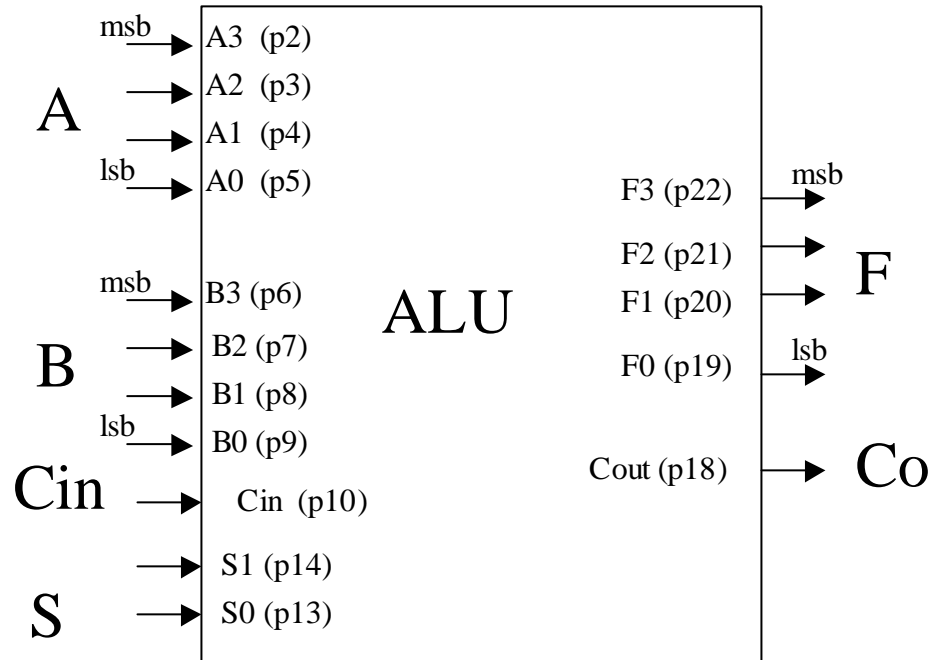 msb
A3 (p2)
A2 (p3)
A
A1 (p4)
lsb
A0 (p5)
msb
B3 (p6)
B2 (p7)
B
B1 (p8)
lsb
B0 (p9)
Cin
Cin (p10)
S1 (p14)
S
S0 (p13)
ALU
F3 (p22)
msb
F2 (p21)
F
F1 (p20)
F0 (p19)
lsb
Cout (p18)
Co